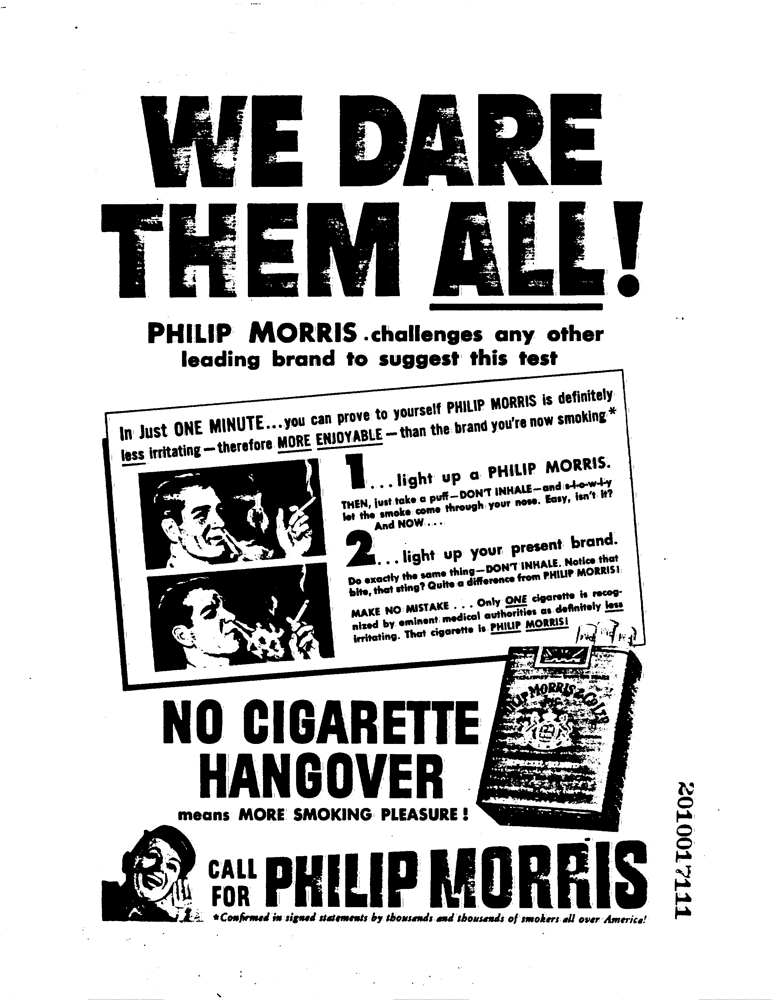 WE DARE
THEM ALL!
PHILIP MORRIS challenges any other
leading brand to suggest this test
In Just ONE MINUTE...you can prove to yourself PHILIP MORRIS is definitely
less irritating—therefore MORE ENJOYABLE—than the brand you're now smoking*
1...light up a PHILIP MORRIS.
THEN, just take a puff—DON'T INHALE—and s-l-o-w-l-y
let the smoke come through your nose. Easy, isn't it?
And NOW...
2...light up your present brand.
Do exactly the same thing—DON'T INHALE. Notice that
bite, that sting? Quite a difference from PHILIP MORRIS!
MAKE NO MISTAKE . . . Only ONE cigarette is recog-
nized by eminent medical authorities as definitely less
irritating. That cigarette is PHILIP MORRIS!
PHILIP MORRIS & CO LTD
NO CIGARETTE
HANGOVER
means MORE SMOKING PLEASURE!
CALL
FOR PHILIP MORRIS
*Confirmed in signed statements by thousands and thousands of smokers all over America!
2010017111